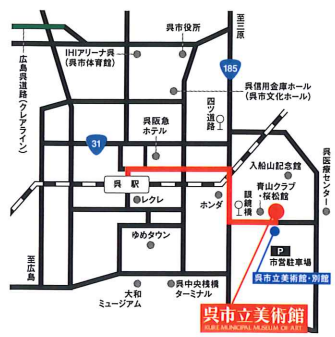 至三原
呉市役所
IHIアリーナ呉
(呉市体育館)
185
広島呉道路(クレアライン)
呉信用金庫ホール
(呉市文化ホール)
四ツ道路
呉阪急
ホテル
31
呉医療センター
入船山記念館
呉駅
青山クラブ
・桜松館
眼鏡橋
レクレ
ホンダ
ゆめタウン
P
市営駐車場
至広島
呉市立美術館・別館
大和
ミュージアム
呉中央桟橋
ターミナル
呉市立美術館
KURE MUNICIPAL MUSEUM OF ART